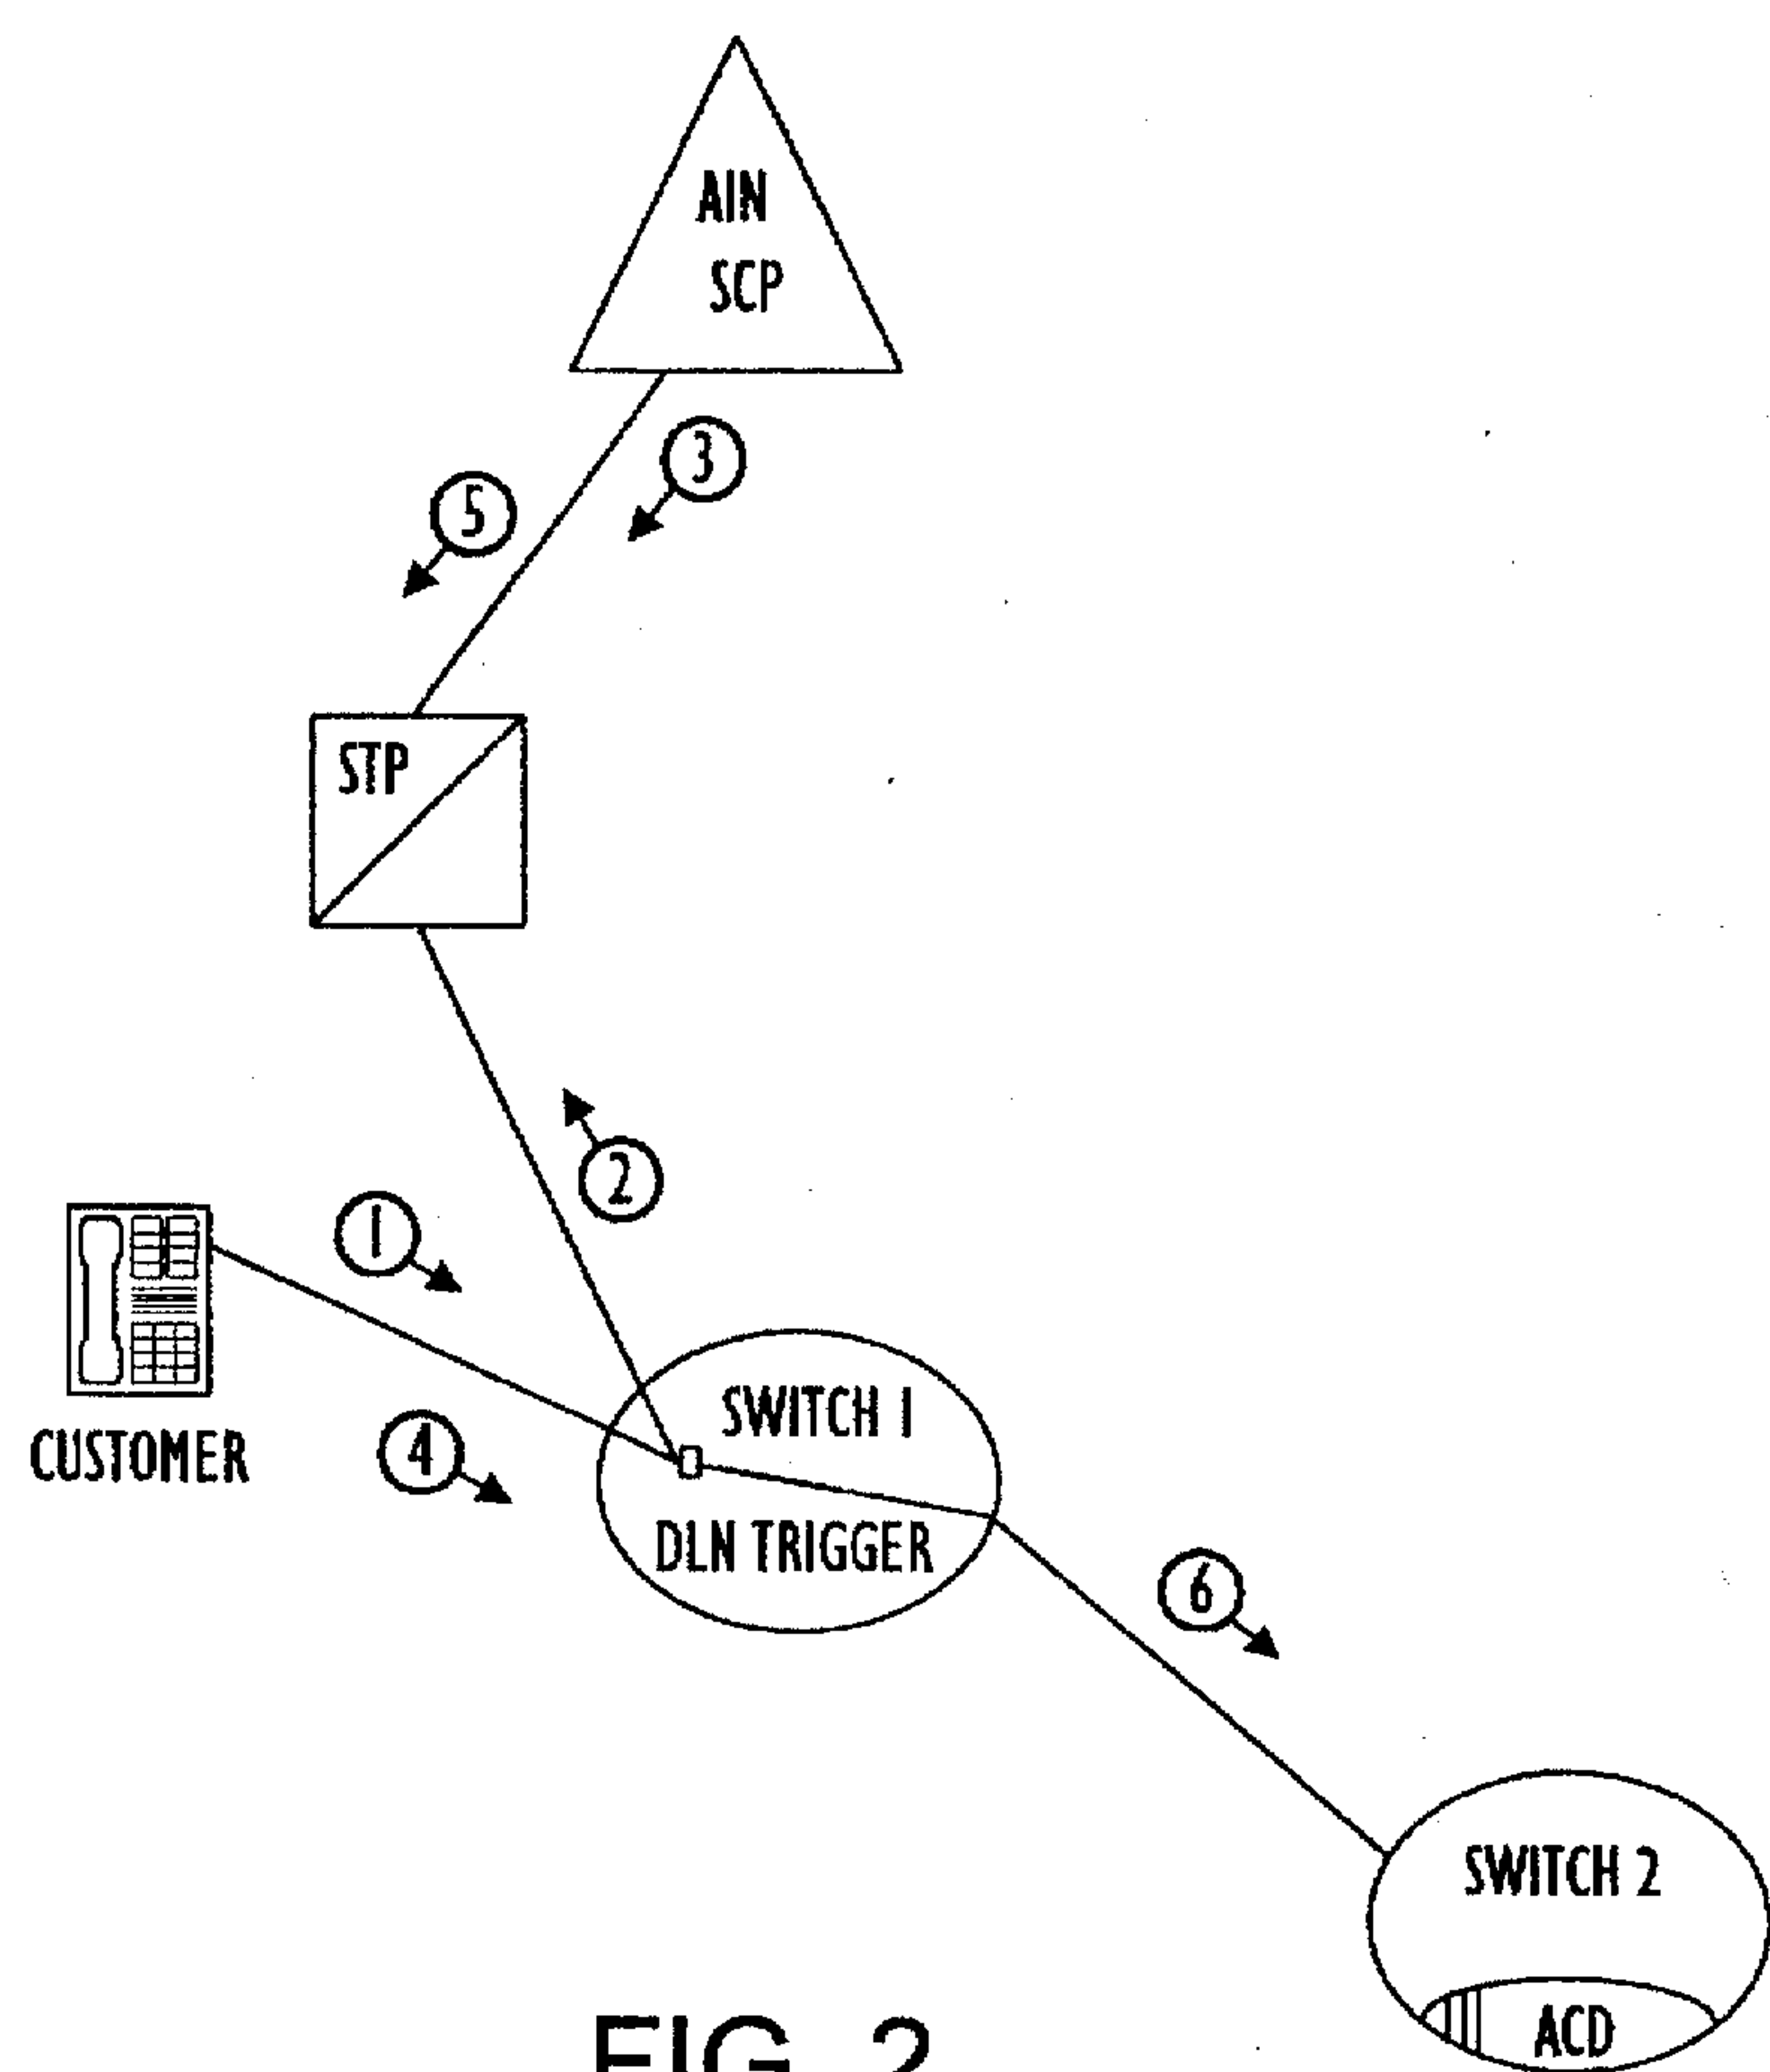 AIN
SCP
3
5
STP
2
1
CUSTOMER
4
SWITCH 1
DLN TRIGGER
6
SWITCH 2
ACD
FIG. 2